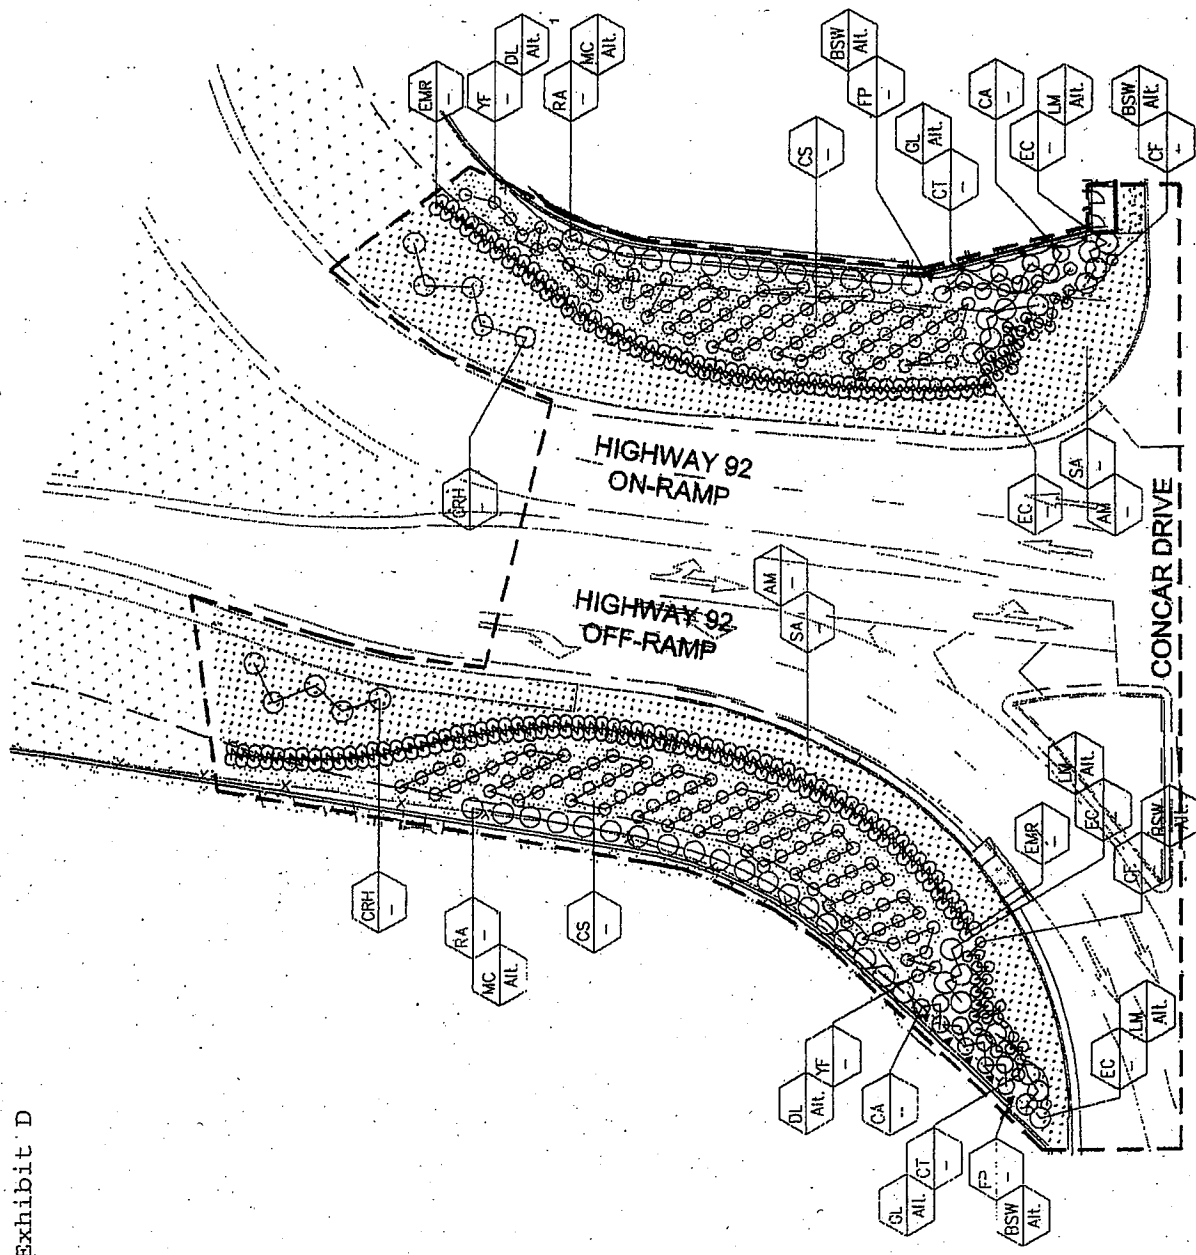 Exhibit D
EMR
–
YF
–
DL
Alt.
RA
–
MC
Alt.
BSW
Alt.
FP
–
CS
–
GL
Alt.
CT
–
CA
–
EC
–
LM
Alt.
BSW
Alt.
CF
CRH
–
HIGHWAY 92
ON-RAMP
EC
–
SA
–
AM
–
AM
–
SA
HIGHWAY 92
OFF-RAMP
CONCAR DRIVE
LM
Alt.
EC
EMR
–
CF
BSW
Alt.
CRH
–
RA
–
MC
Alt.
CS
–
EC
–
LM
Alt.
DL
Alt.
YF
–
CA
--
GL
Alt.
CT
–
FP
–
BSW
Alt.